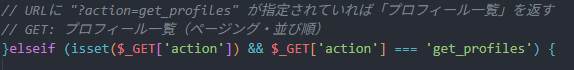 // URLに "?action=get_profiles" が指定されていれば「プロフィール一覧」を返す
// GET: プロフィール一覧（ページング・並び順）
}elseif (isset($_GET['action']) && $_GET['action'] === 'get_profiles') {